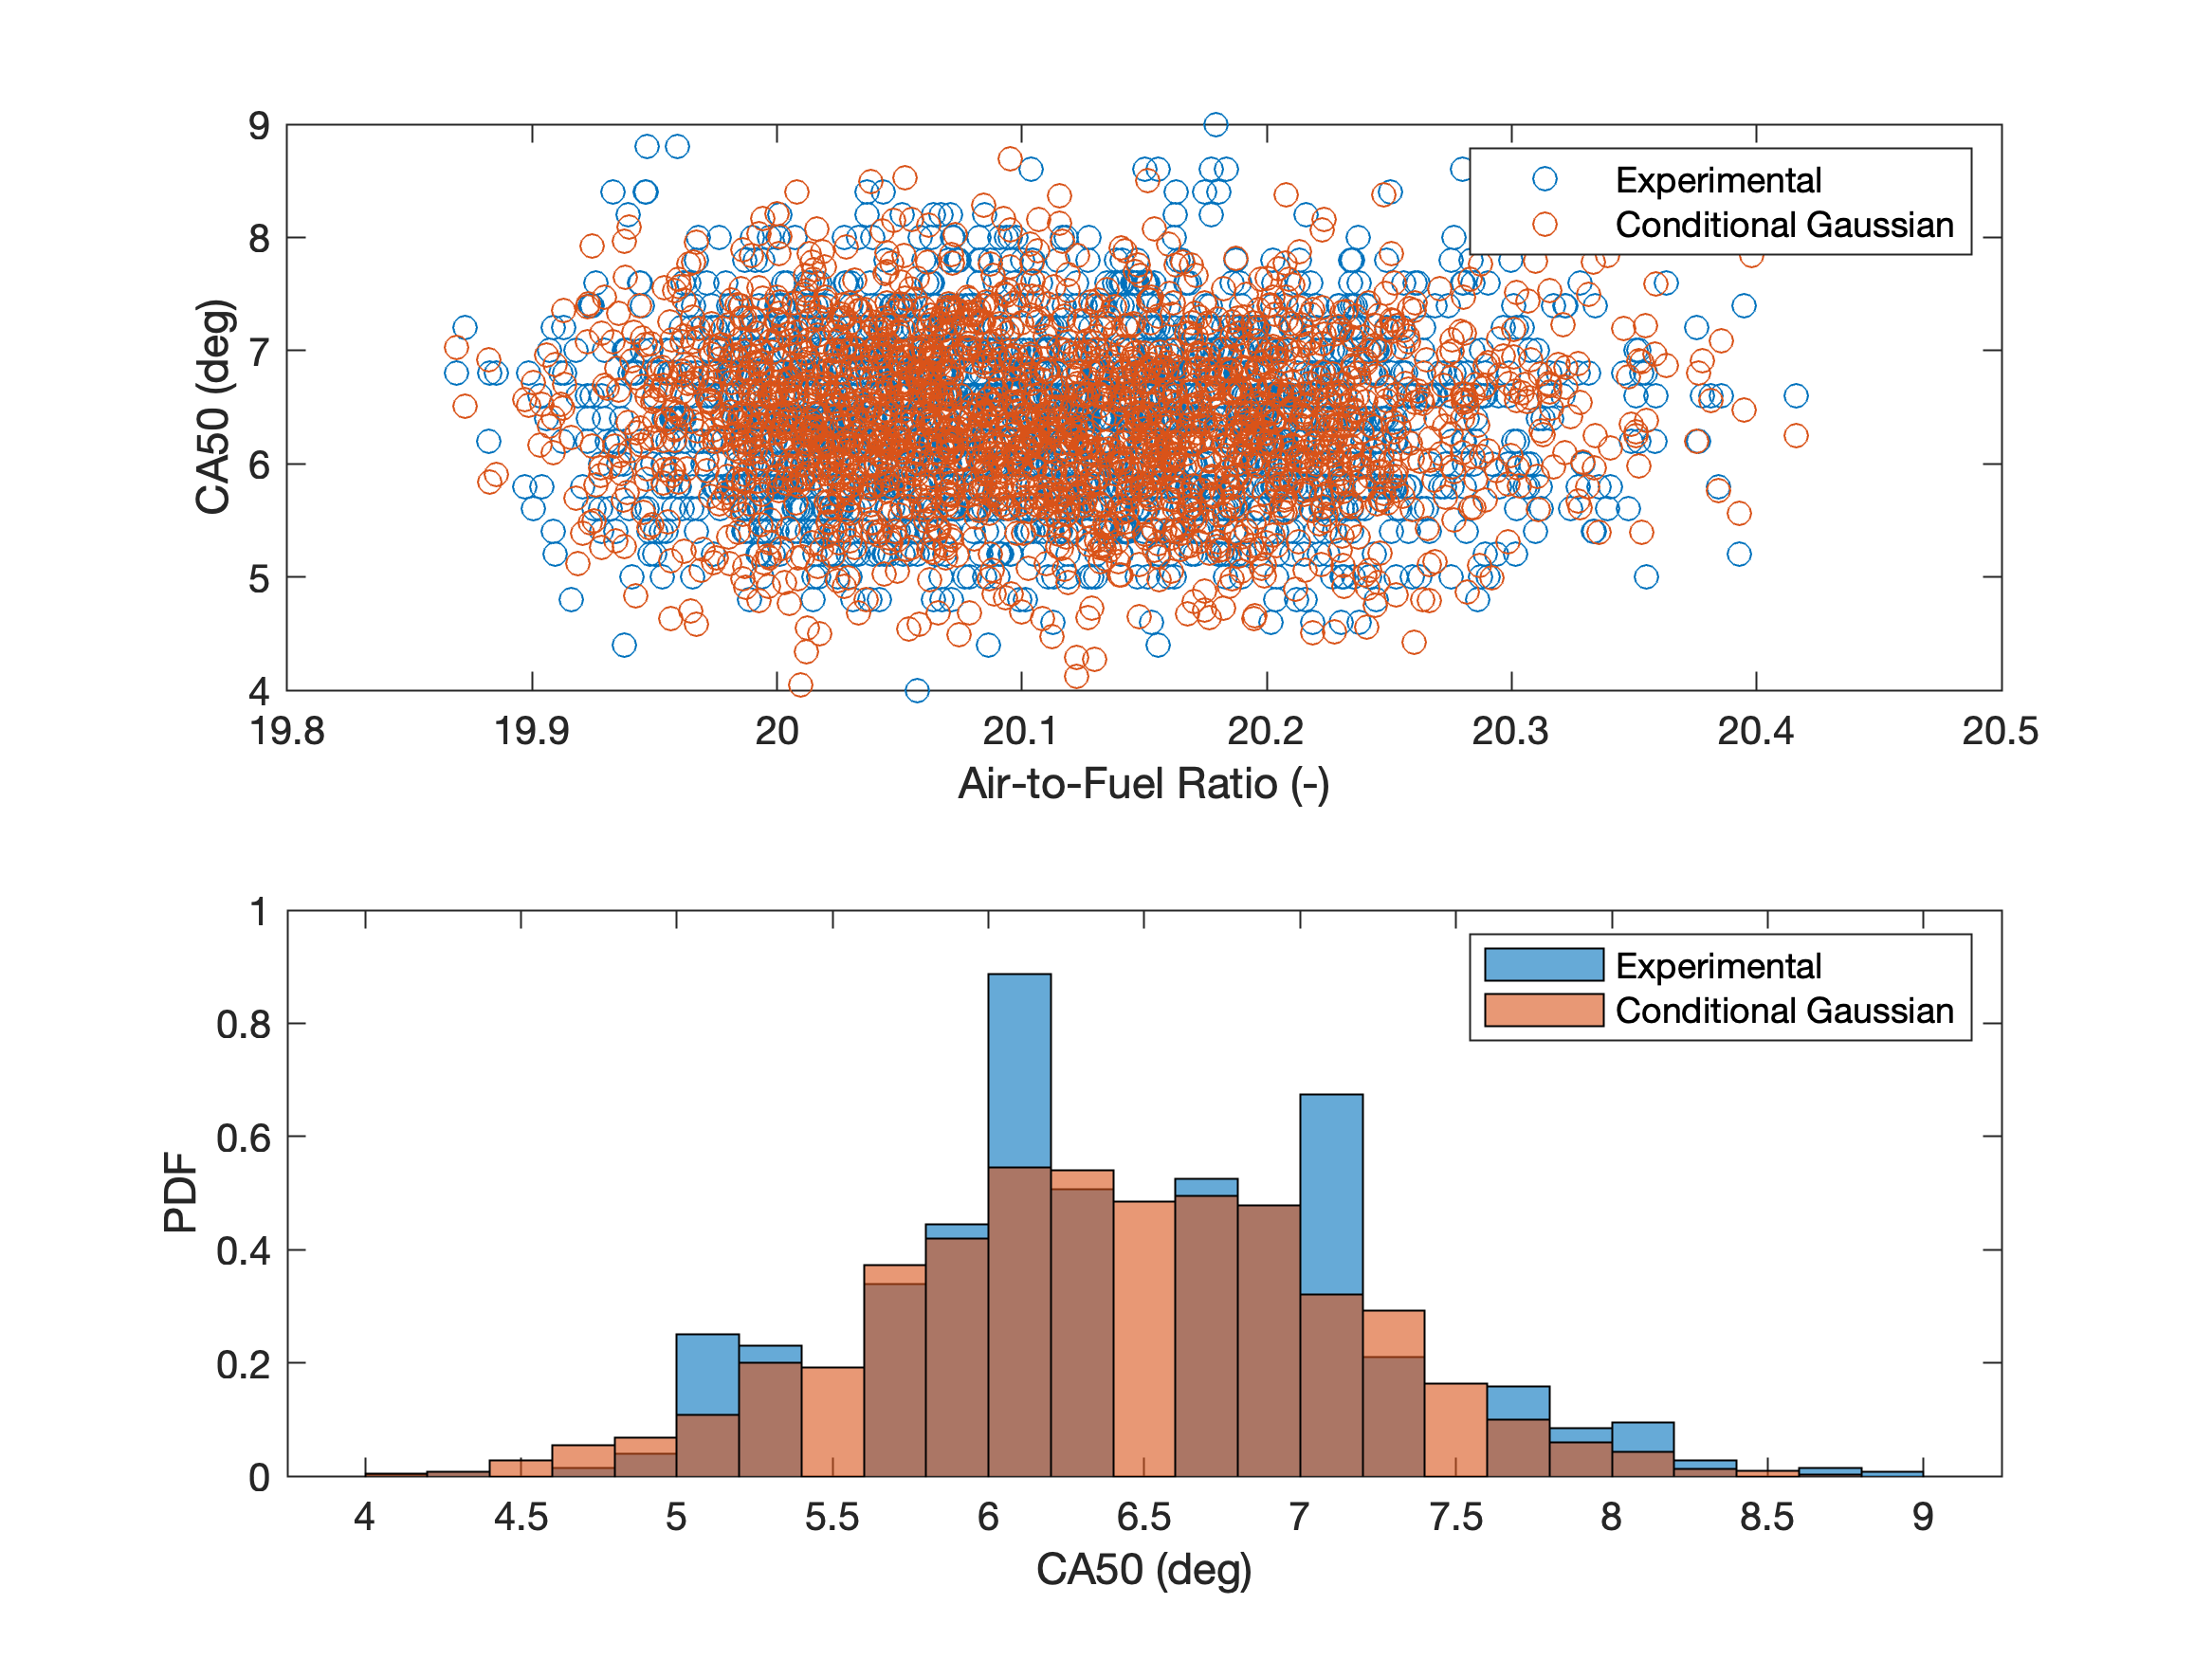 9
8
7
6
5
4
CA50 (deg)
Experimental
Conditional Gaussian
19.8 19.9 20 20.1 20.2 20.3 20.4 20.5
Air-to-Fuel Ratio (-)
1
0.8
0.6
0.4
0.2
0
PDF
Experimental
Conditional Gaussian
4 4.5 5 5.5 6 6.5 7 7.5 8 8.5 9
CA50 (deg)